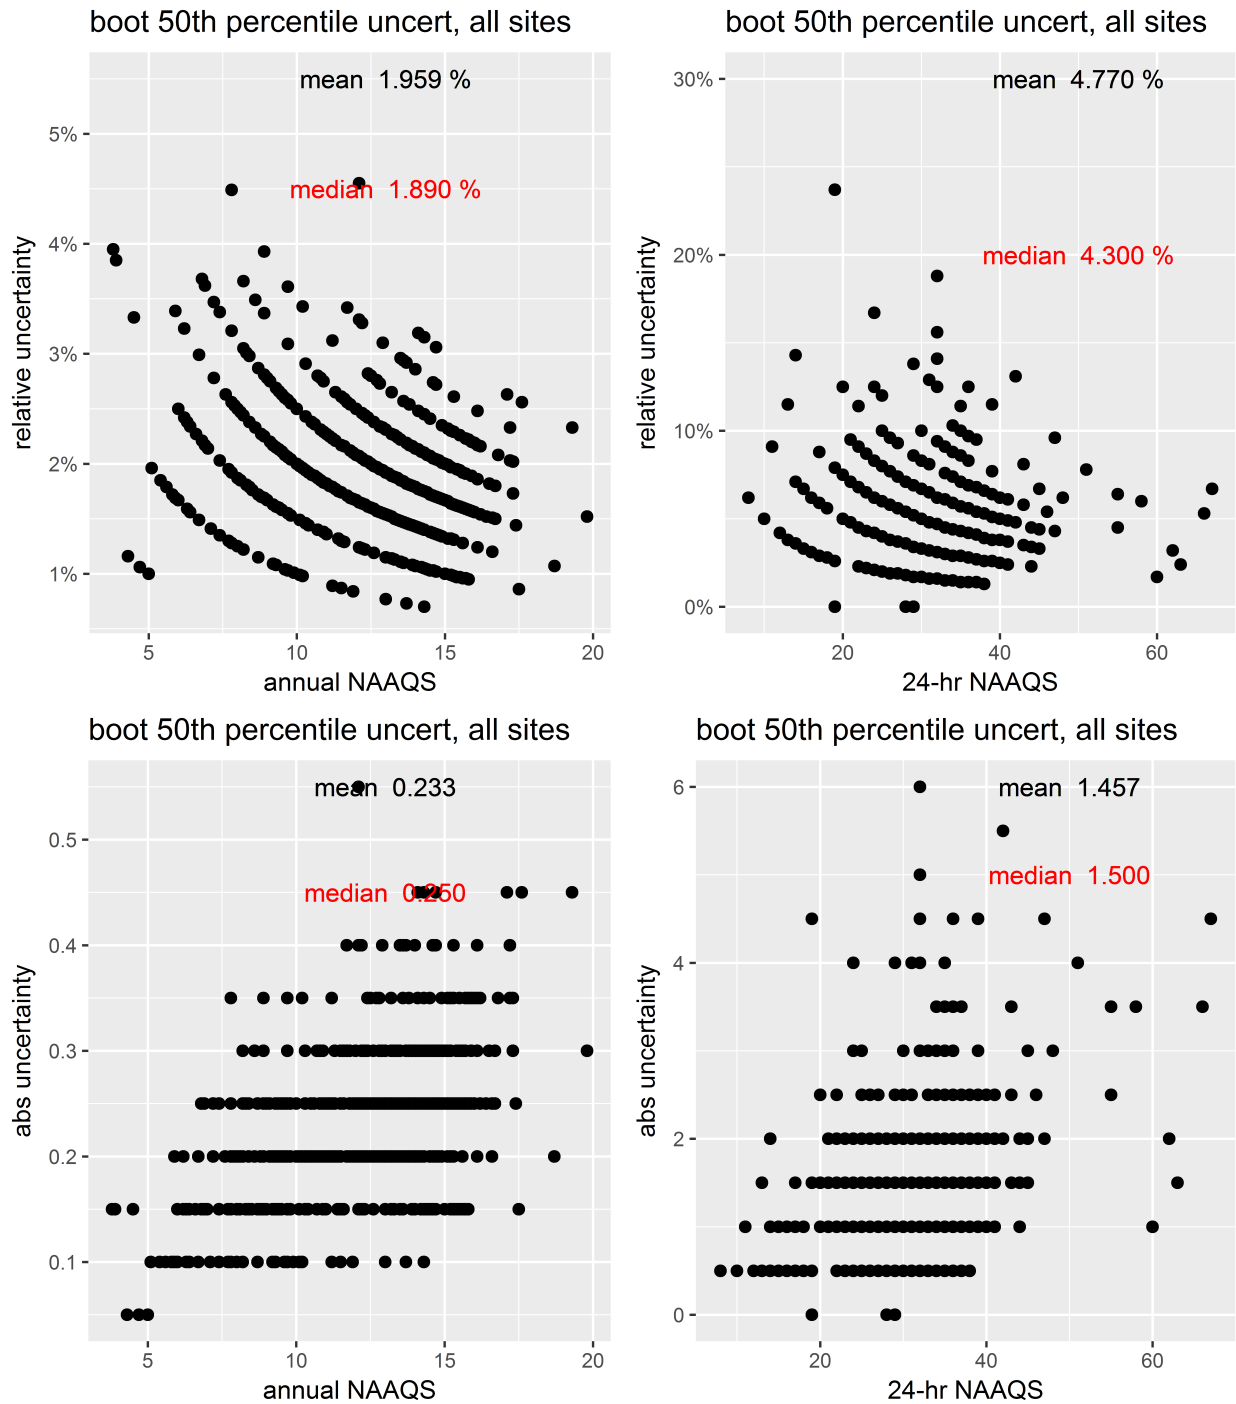 boot 50th percentile uncert, all sites
mean 1.959 %
median 1.890 %
5%
4%
3%
2%
1%
relative uncertainty
5
10
15
20
annual NAAQS
boot 50th percentile uncert, all sites
mean 4.770 %
median 4.300 %
30%
20%
10%
0%
relative uncertainty
20
40
60
24-hr NAAQS
boot 50th percentile uncert, all sites
mean 0.233
median 0.250
0.5
0.4
0.3
0.2
0.1
abs uncertainty
5
10
15
20
annual NAAQS
boot 50th percentile uncert, all sites
mean 1.457
median 1.500
6
4
2
0
abs uncertainty
20
40
60
24-hr NAAQS